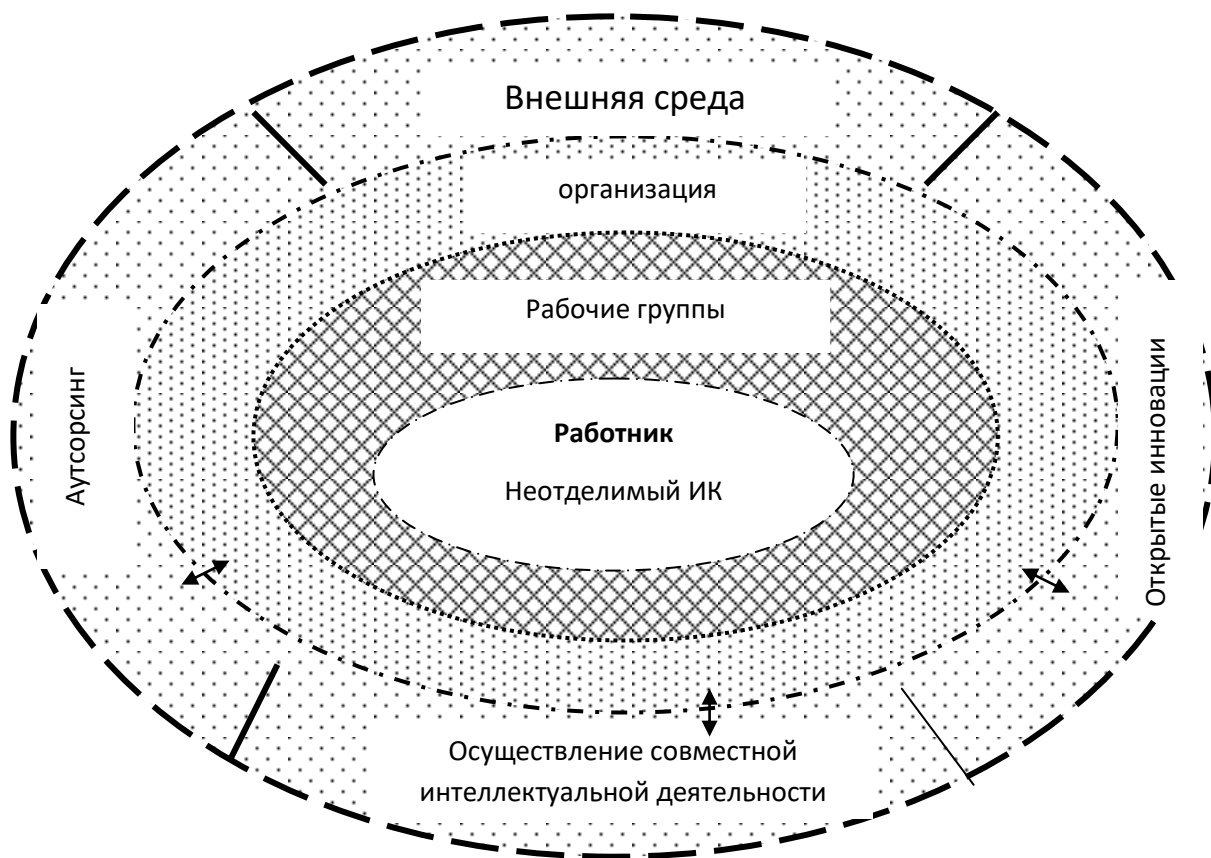 Внешняя среда
организация
Рабочие группы
Работник
Неотделимый ИК
Аутсорсинг
Открытые инновации
Осуществление совместной
интеллектуальной деятельности